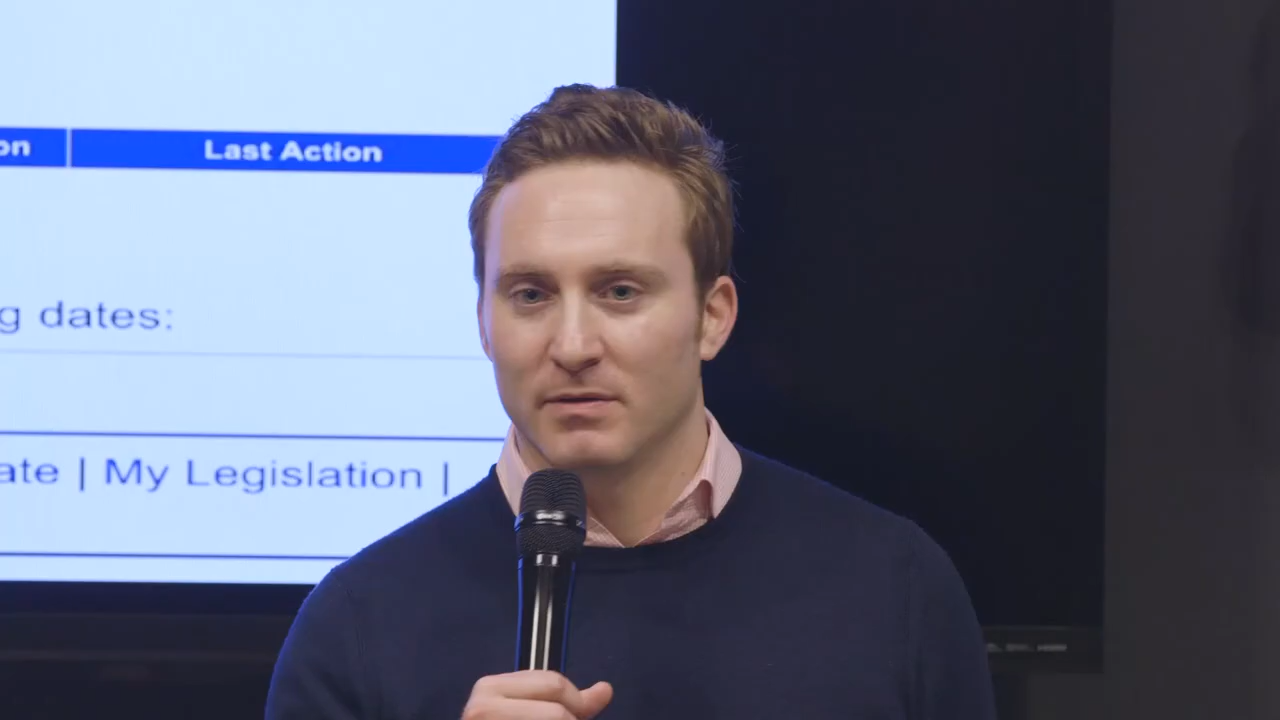 on
Last Action
g dates:
ate | My Legislation |